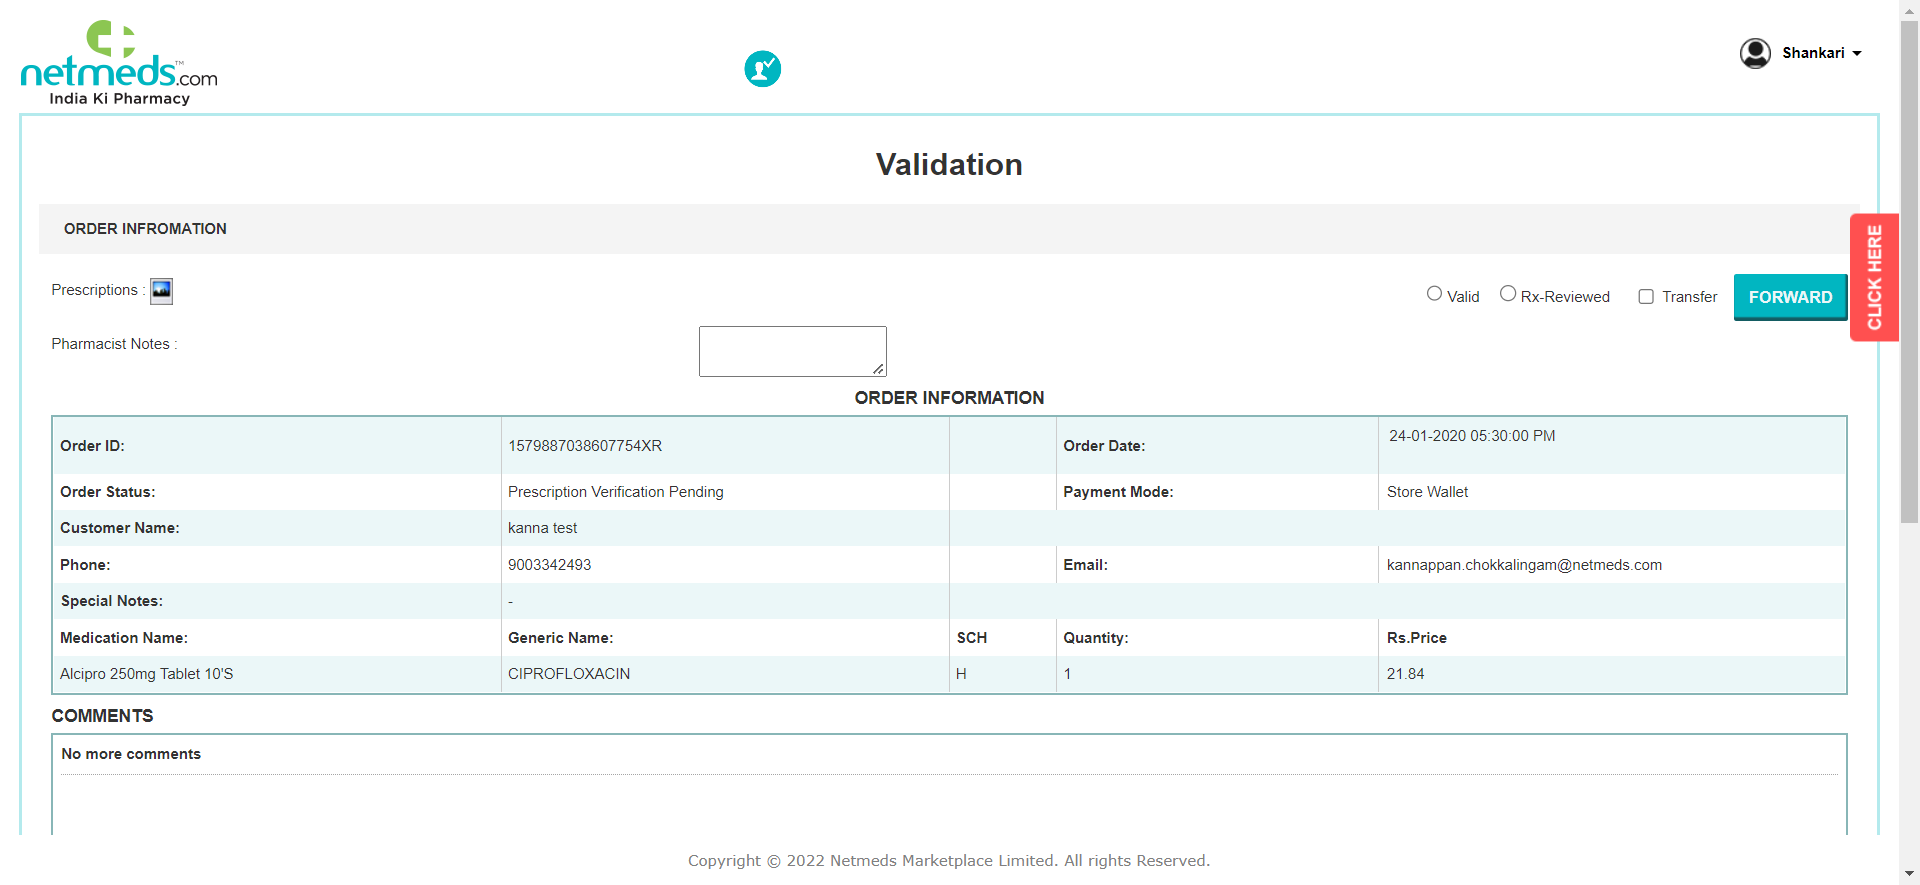 netmeds.com™
India Ki Pharmacy
Shankari
Validation
ORDER INFROMATION
CLICK HERE
Prescriptions :
Valid Rx-Reviewed Transfer FORWARD
Pharmacist Notes :
ORDER INFORMATION
Order ID: 1579887038607754XR Order Date: 24-01-2020 05:30:00 PM
Order Status: Prescription Verification Pending Payment Mode: Store Wallet
Customer Name: kanna test
Phone: 9003342493 Email: kannappan.chokkalingam@netmeds.com
Special Notes: -
Medication Name: Generic Name: SCH Quantity: Rs.Price
Alcipro 250mg Tablet 10'S CIPROFLOXACIN H 1 21.84
COMMENTS
No more comments
Copyright © 2022 Netmeds Marketplace Limited. All rights Reserved.